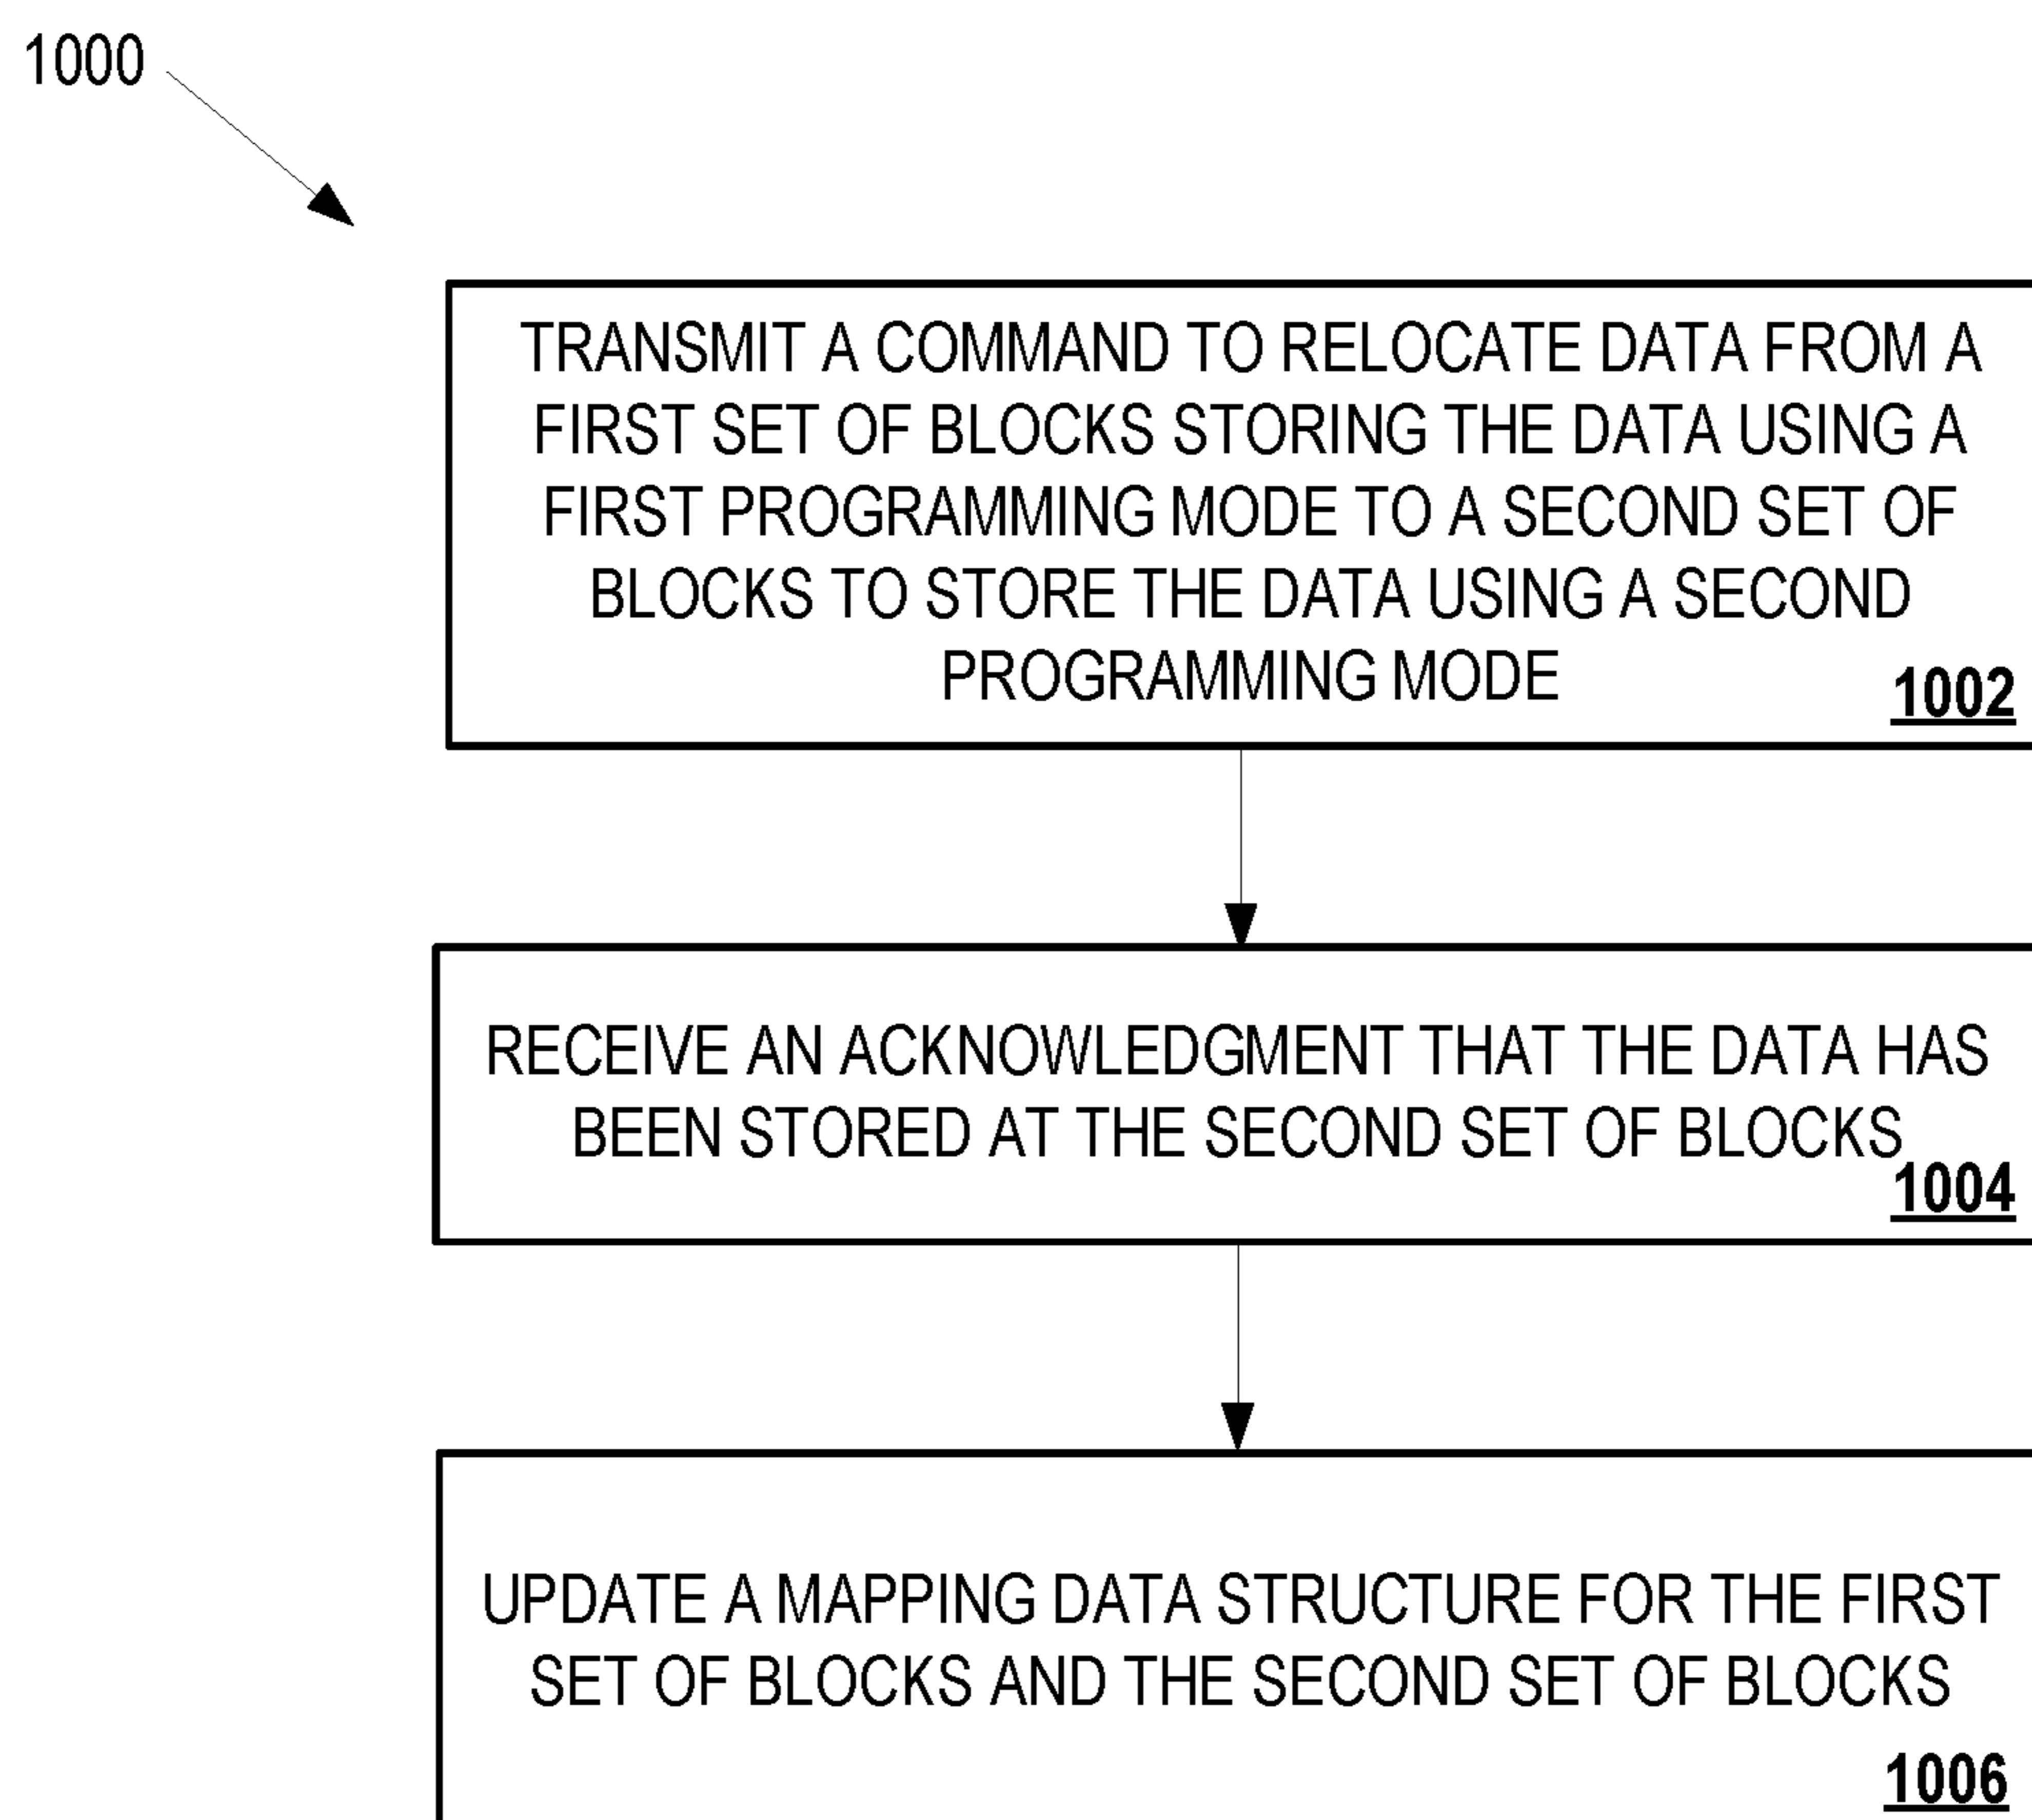 1000
TRANSMIT A COMMAND TO RELOCATE DATA FROM A
FIRST SET OF BLOCKS STORING THE DATA USING A
FIRST PROGRAMMING MODE TO A SECOND SET OF
BLOCKS TO STORE THE DATA USING A SECOND
PROGRAMMING MODE
1002
RECEIVE AN ACKNOWLEDGMENT THAT THE DATA HAS
BEEN STORED AT THE SECOND SET OF BLOCKS
1004
UPDATE A MAPPING DATA STRUCTURE FOR THE FIRST
SET OF BLOCKS AND THE SECOND SET OF BLOCKS
1006